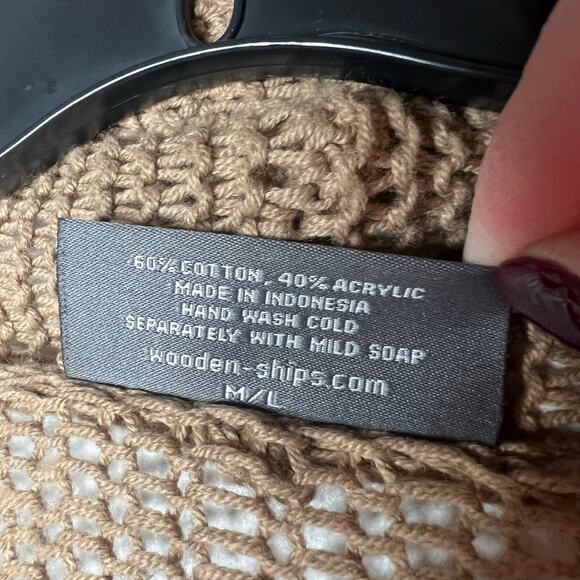 60% COTTON, 40% ACRYLIC
MADE IN INDONESIA
HAND WASH COLD
SEPARATELY WITH MILD SOAP
wooden-ships.com
M/L